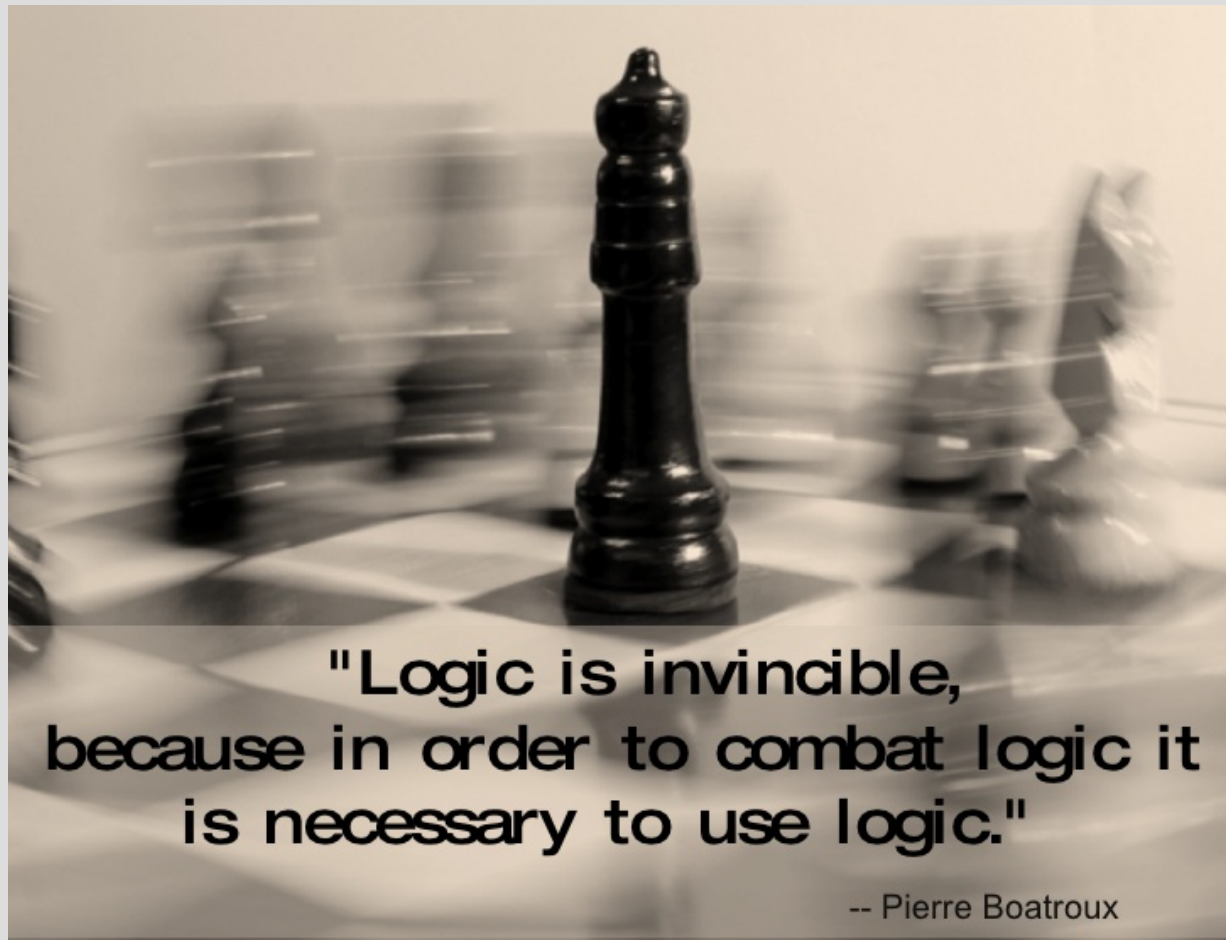 "Logic is invincible,
because in order to combat logic it
is necessary to use logic."
-- Pierre Boatroux